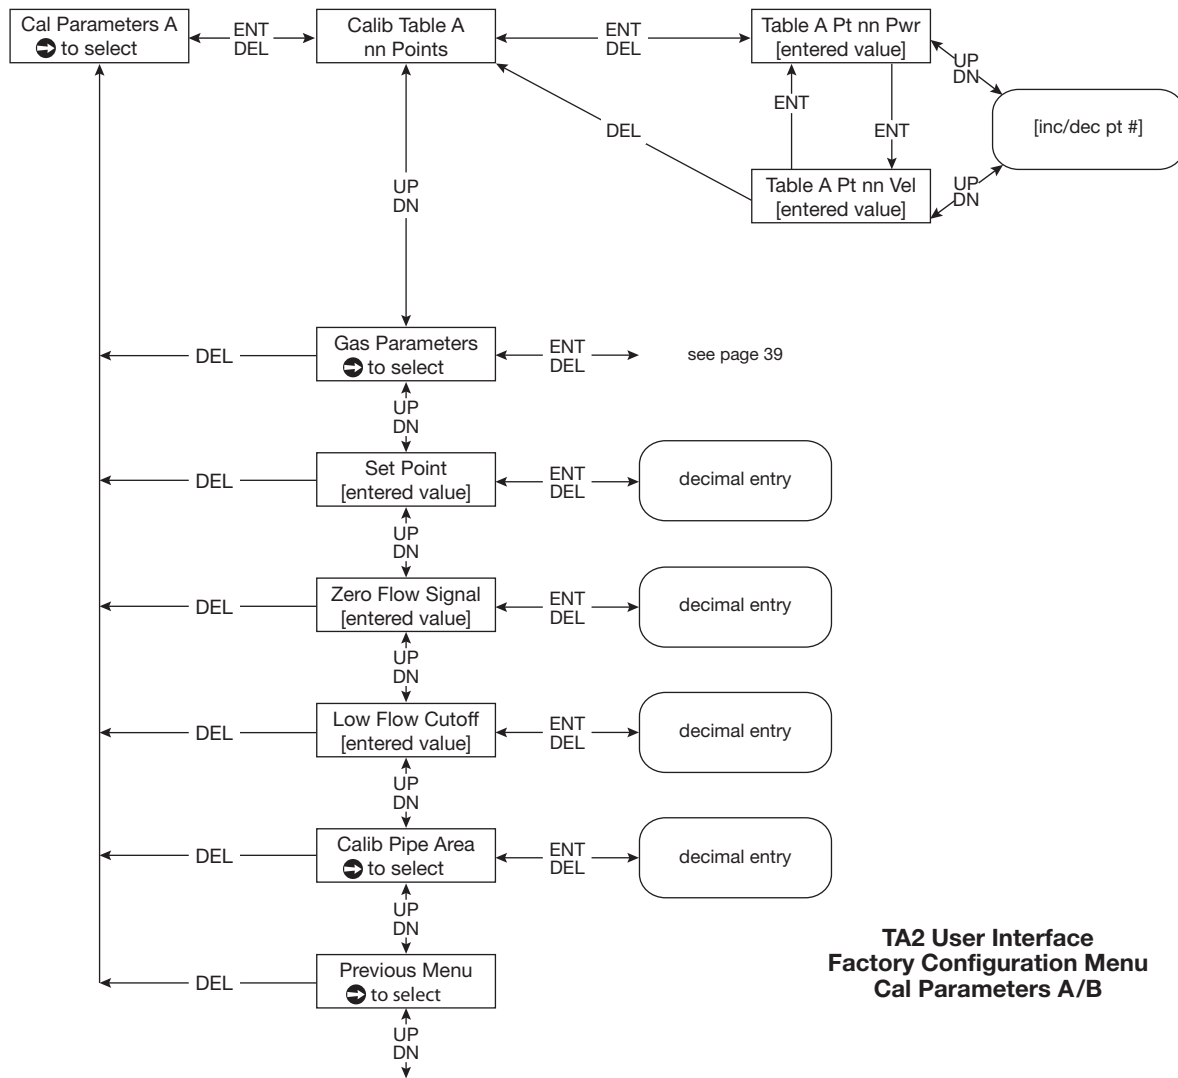 Cal Parameters A
to select
ENT
DEL
Calib Table A
nn Points
ENT
DEL
Table A Pt nn Pwr
[entered value]
UP
DN
[inc/dec pt #]
ENT
ENT
DEL
Table A Pt nn Vel
[entered value]
UP
DN
UP
DN
DEL
Gas Parameters
to select
ENT
DEL
see page 39
UP
DN
DEL
Set Point
[entered value]
ENT
DEL
decimal entry
UP
DN
DEL
Zero Flow Signal
[entered value]
ENT
DEL
decimal entry
UP
DN
DEL
Low Flow Cutoff
[entered value]
ENT
DEL
decimal entry
UP
DN
DEL
Calib Pipe Area
to select
ENT
DEL
decimal entry
UP
DN
DEL
Previous Menu
to select
UP
DN
TA2 User Interface
Factory Configuration Menu
Cal Parameters A/B